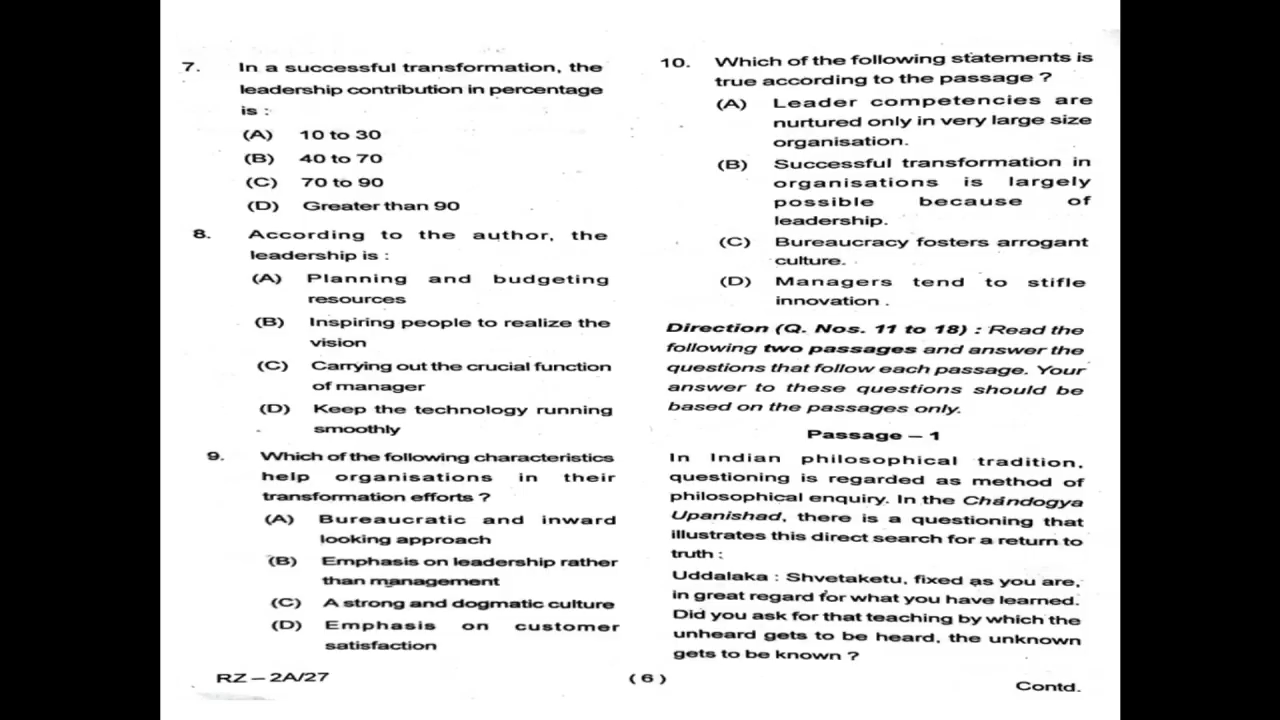 7. In a successful transformation, the
leadership contribution in percentage
is :
(A) 10 to 30
(B) 40 to 70
(C) 70 to 90
(D) Greater than 90
8. According to the author, the
leadership is :
(A) Planning and budgeting
resources
(B) Inspiring people to realize the
vision
(C) Carrying out the crucial function
of manager
(D) Keep the technology running
smoothly
9. Which of the following characteristics
help organisations in their
transformation efforts ?
(A) Bureaucratic and inward
looking approach
(B) Emphasis on leadership rather
than management
(C) A strong and dogmatic culture
(D) Emphasis on customer
satisfaction
10. Which of the following statements is
true according to the passage ?
(A) Leader competencies are
nurtured only in very large size
organisation.
(B) Successful transformation in
organisations is largely
possible because of
leadership.
(C) Bureaucracy fosters arrogant
culture.
(D) Managers tend to stifle
innovation .
Direction (Q. Nos. 11 to 18) : Read the
following two passages and answer the
questions that follow each passage. Your
answer to these questions should be
based on the passages only.
Passage – 1
In Indian philosophical tradition,
questioning is regarded as method of
philosophical enquiry. In the Chándogya
Upanishad, there is a questioning that
illustrates this direct search for a return to
truth :
Uddalaka : Shvetaketu, fixed as you are,
in great regard for what you have learned.
Did you ask for that teaching by which the
unheard gets to be heard, the unknown
gets to be known ?
RZ – 2A/27
( 6 )
Contd.